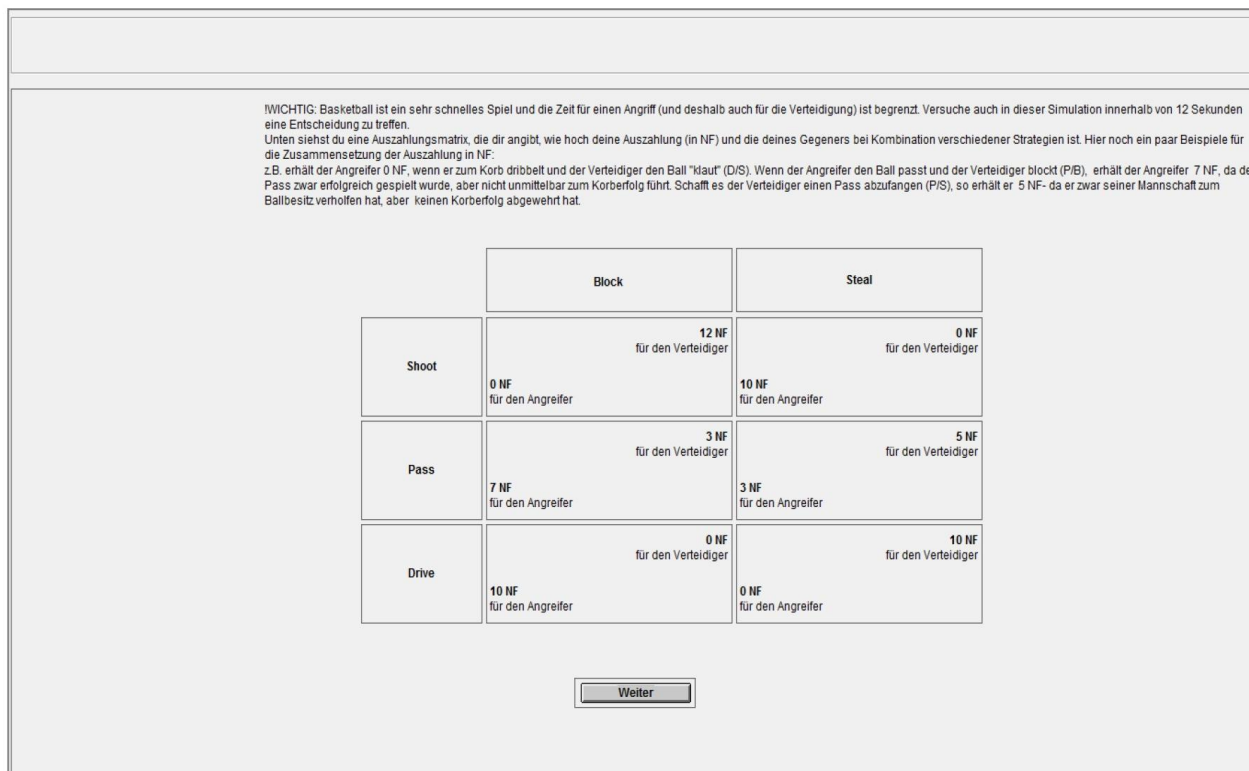 !WICHTIG: Basketball ist ein sehr schnelles Spiel und die Zeit für einen Angriff (und deshalb auch für die Verteidigung) ist begrenzt. Versuche auch in dieser Simulation innerhalb von 12 Sekunden
eine Entscheidung zu treffen.
Unten siehst du eine Auszahlungsmatrix, die dir angibt, wie hoch deine Auszahlung (in NF) und die deines Gegeners bei Kombination verschiedener Strategien ist. Hier noch ein paar Beispiele für
die Zusammensetzung der Auszahlung in NF:
z.B. erhält der Angreifer 0 NF, wenn er zum Korb dribbelt und der Verteidiger den Ball "klaut" (D/S). Wenn der Angreifer den Ball passt und der Verteidiger blockt (P/B), erhält der Angreifer 7 NF, da de
Pass zwar erfolgreich gespielt wurde, aber nicht unmittelbar zum Korberfolg führt. Schafft es der Verteidiger einen Pass abzufangen (P/S), so erhält er 5 NF- da er zwar seiner Mannschaft zum
Ballbesitz verholfen hat, aber keinen Korberfolg abgewehrt hat.
Block
Steal
Shoot
12 NF
für den Verteidiger
0 NF
für den Angreifer
0 NF
für den Verteidiger
10 NF
für den Angreifer
Pass
3 NF
für den Verteidiger
7 NF
für den Angreifer
5 NF
für den Verteidiger
3 NF
für den Angreifer
Drive
0 NF
für den Verteidiger
10 NF
für den Angreifer
10 NF
für den Verteidiger
0 NF
für den Angreifer
Weiter